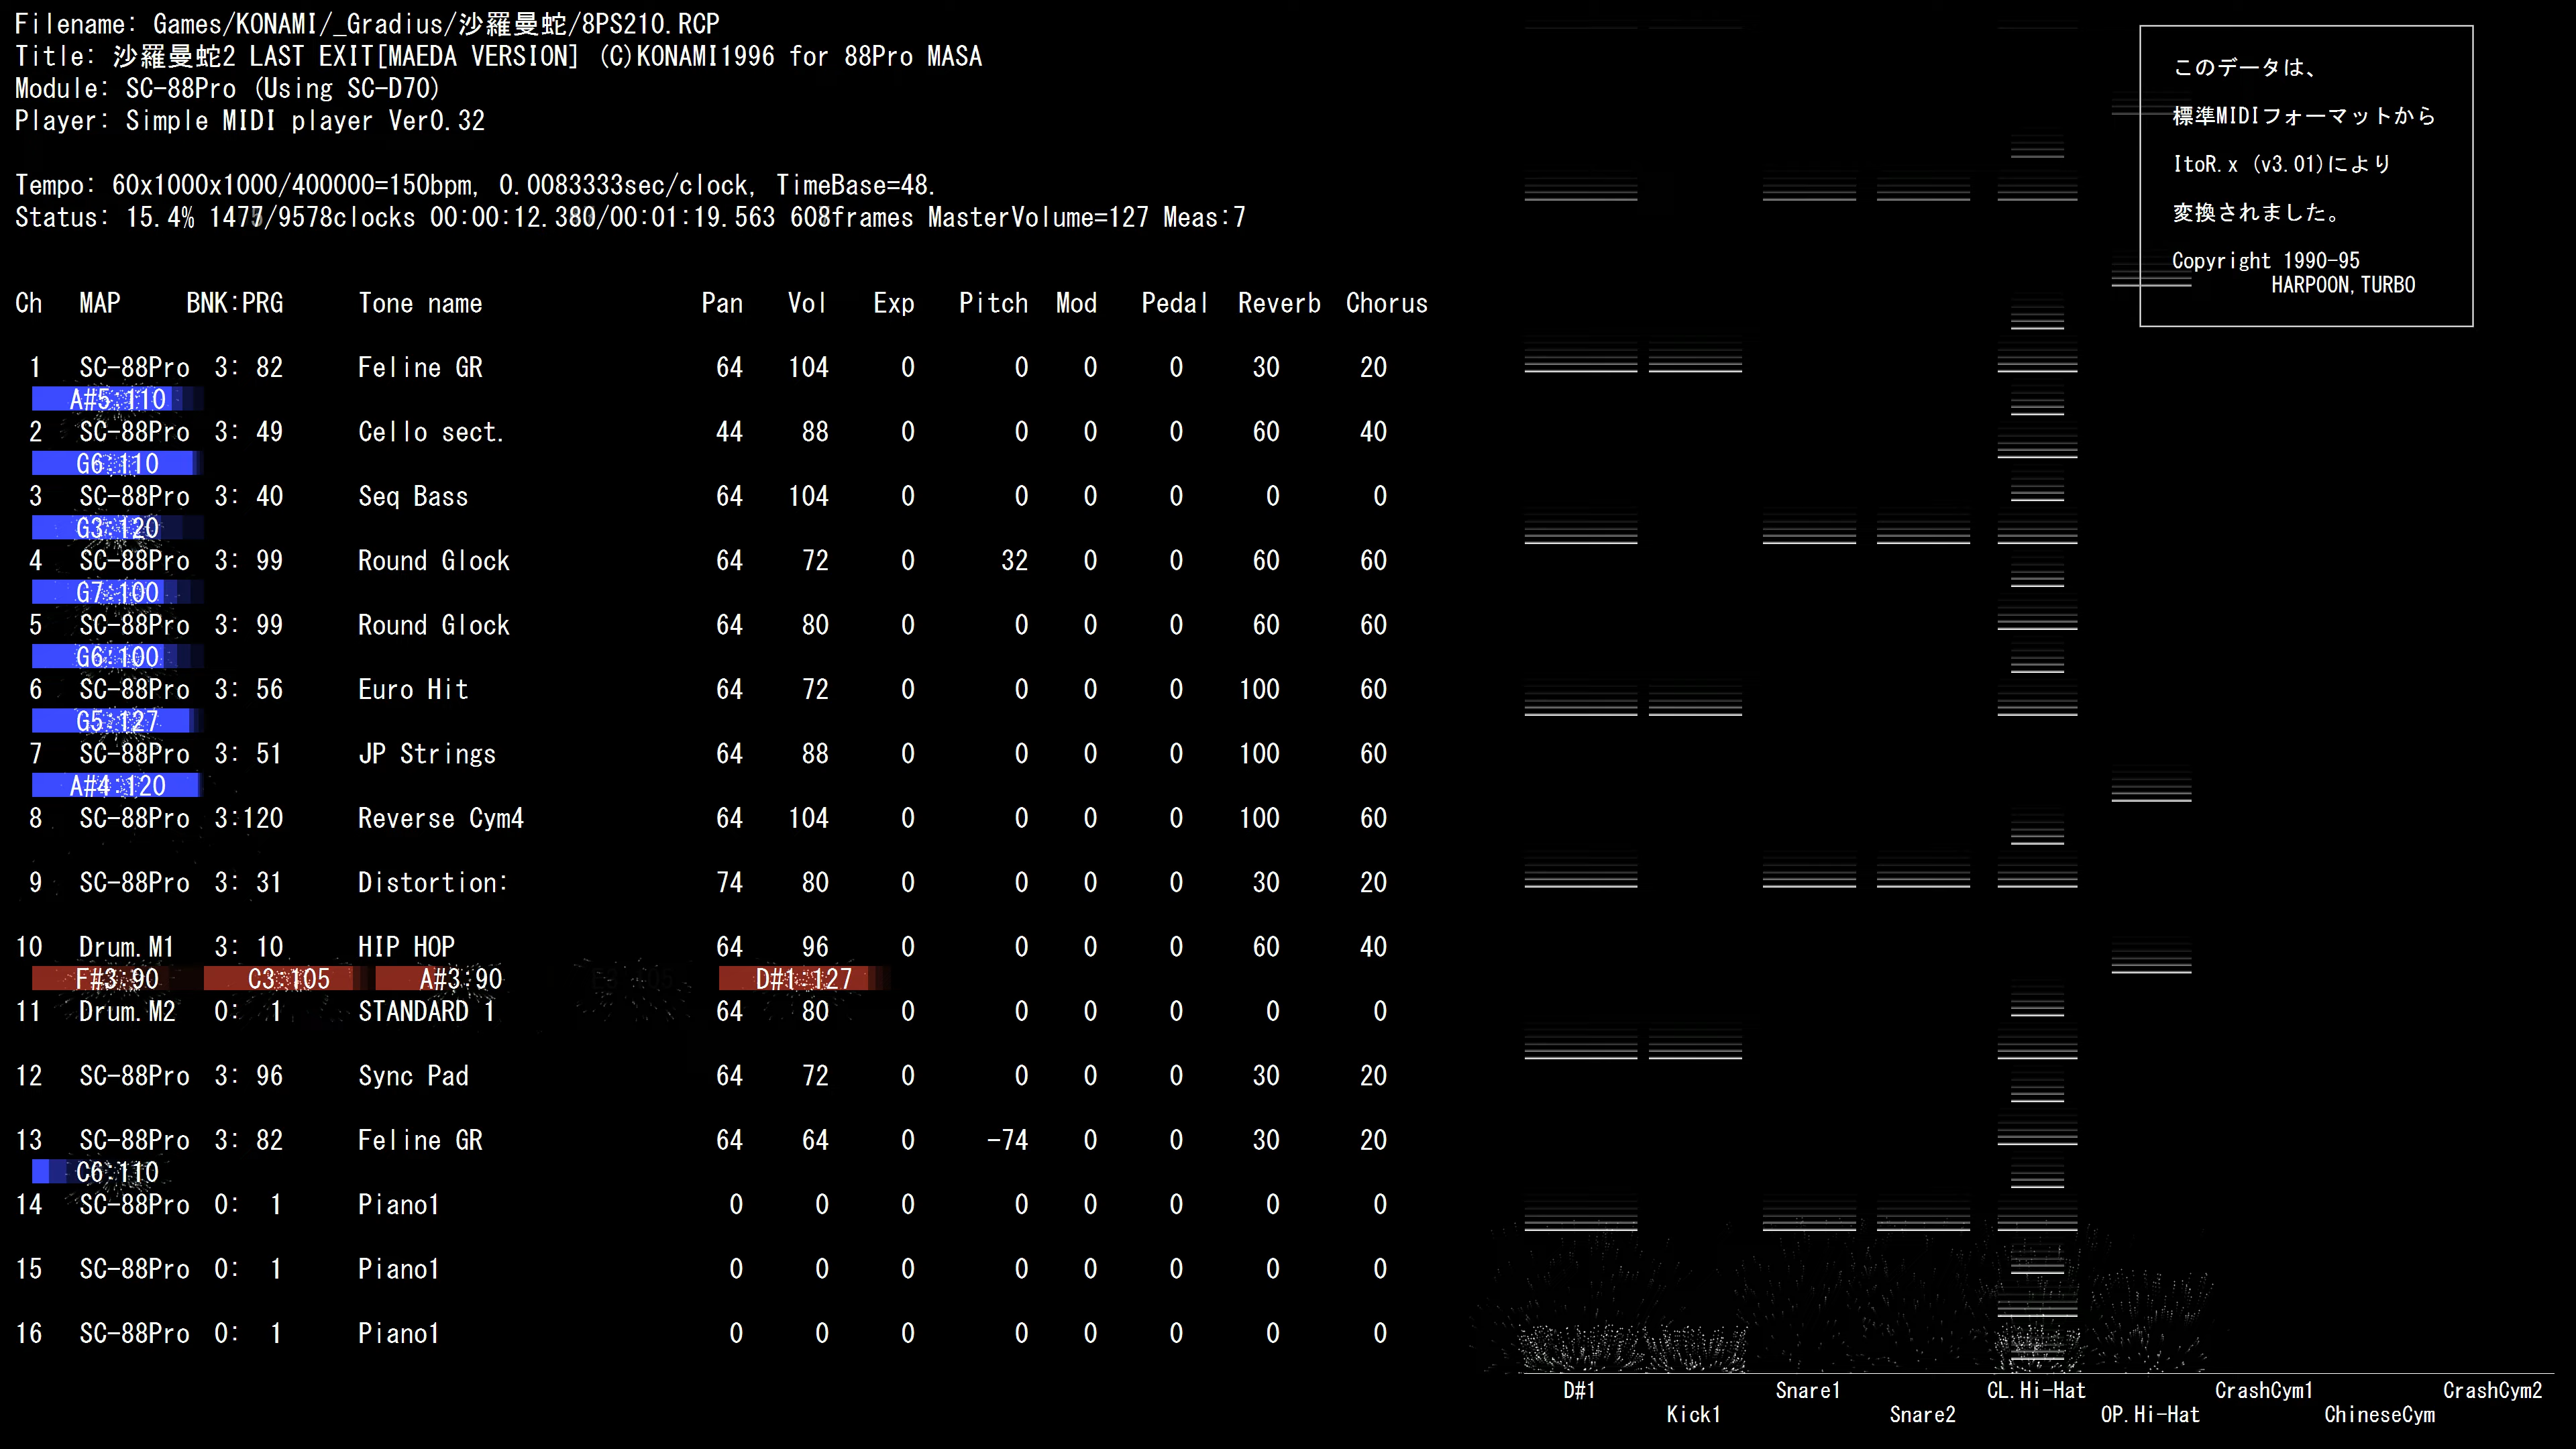 Filename: Games/KONAMI/_Gradius/沙羅曼蛇/8PS210.RCP
Title: 沙羅曼蛇2 LAST EXIT[MAEDA VERSION] (C)KONAMI1996 for 88Pro MASA
Module: SC-88Pro (Using SC-D70)
Player: Simple MIDI player Ver0.32
Tempo: 60x1000x1000/400000=150bpm, 0.0083333sec/clock, TimeBase=48.
Status: 15.4% /9578clocks /00:01:19.563 MasterVolume=127 Meas:7
Ch MAP BNK:PRG Tone name Pan Vol Exp Pitch Mod Pedal Reverb Chorus
1 SC-88Pro 3: 82 Feline GR 64 104 0 0 0 0 30 20
A#5:110
2 SC-88Pro 3: 49 Cello sect. 44 88 0 0 0 0 60 40
G6:110
3 SC-88Pro 3: 40 Seq Bass 64 104 0 0 0 0 0 0
G3:120
4 SC-88Pro 3: 99 Round Glock 64 72 0 32 0 0 60 60
G7:100
5 SC-88Pro 3: 99 Round Glock 64 80 0 0 0 0 60 60
G6:100
6 SC-88Pro 3: 56 Euro Hit 64 72 0 0 0 0 100 60
G5:127
7 SC-88Pro 3: 51 JP Strings 64 88 0 0 0 0 100 60
A#4:120
8 SC-88Pro 3:120 Reverse Cym4 64 104 0 0 0 0 100 60
9 SC-88Pro 3: 31 Distortion: 74 80 0 0 0 0 30 20
10 Drum.M1 3: 10 HIP HOP 64 96 0 0 0 0 60 40
F#3:90 C3:105 A#3:90 D#1:127
11 Drum.M2 0: 1 STANDARD 1 64 80 0 0 0 0 0 0
12 SC-88Pro 3: 96 Sync Pad 64 72 0 0 0 0 30 20
13 SC-88Pro 3: 82 Feline GR 64 64 0 -74 0 0 30 20
C6:110
14 SC-88Pro 0: 1 Piano1 0 0 0 0 0 0 0 0
15 SC-88Pro 0: 1 Piano1 0 0 0 0 0 0 0 0
16 SC-88Pro 0: 1 Piano1 0 0 0 0 0 0 0 0
このデータは、
標準MIDIフォーマットから
ItoR.x (v3.01)により
変換されました。
Copyright 1990-95
HARPOON,TURBO
D#1 Snare1 CL.Hi-Hat CrashCym1 CrashCym2
Kick1 Snare2 OP.Hi-Hat ChineseCym